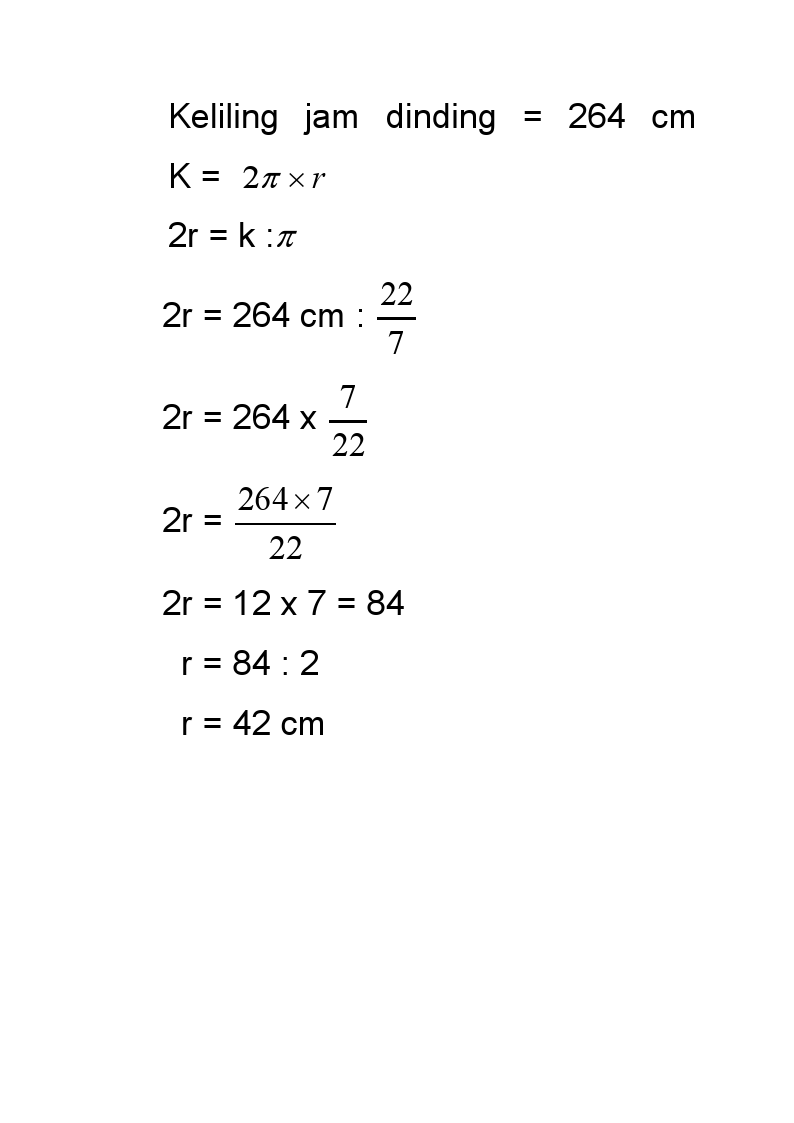 Keliling jam dinding = 264 cm
K = 2π × r
2r = k : π
2r = 264 cm : 22/7
2r = 264 x 7/22
2r = 264 × 7/22
2r = 12 x 7 = 84
r = 84 : 2
r = 42 cm